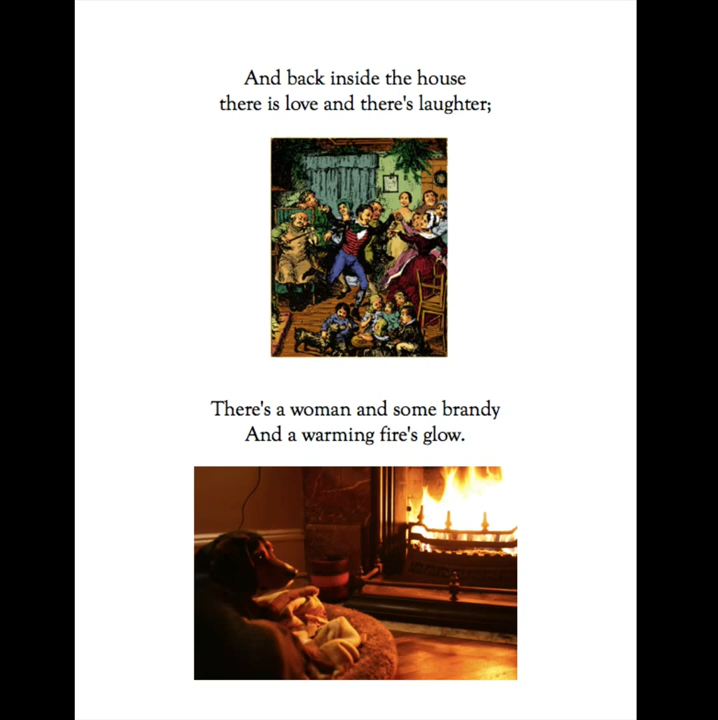 And back inside the house
there is love and there's laughter;
There's a woman and some brandy
And a warming fire's glow.